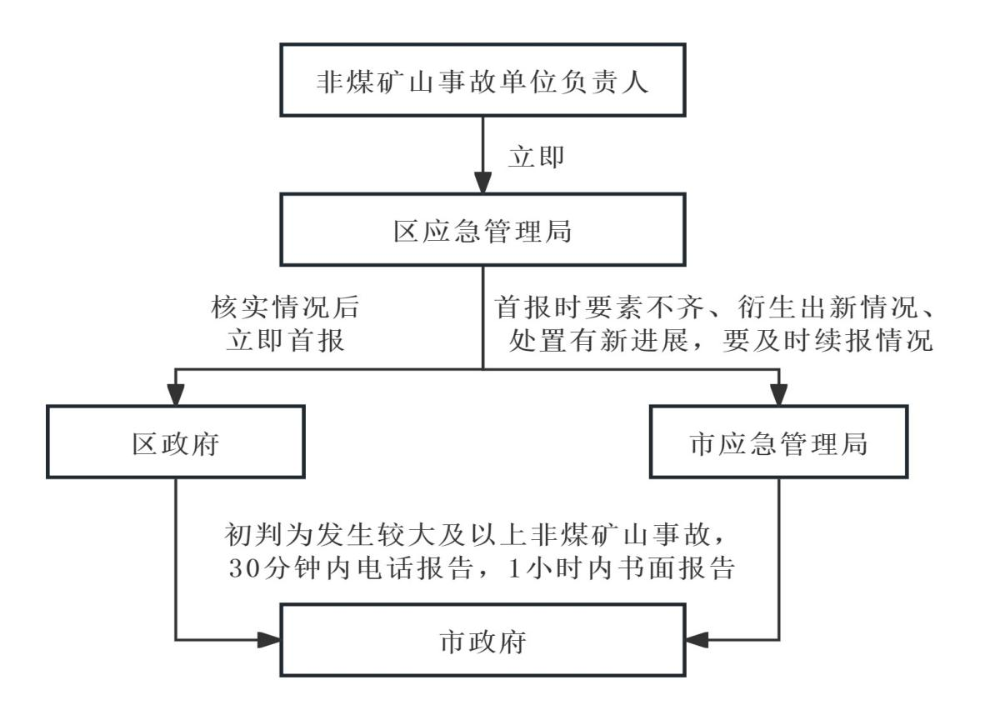 非煤矿山事故单位负责人
立即
区应急管理局
核实情况后
立即首报
首报时要素不齐、衍生出新情况、
处置有新进展，要及时续报情况
区政府
市应急管理局
初判为发生较大及以上非煤矿山事故，
30分钟内电话报告，1小时内书面报告
市政府